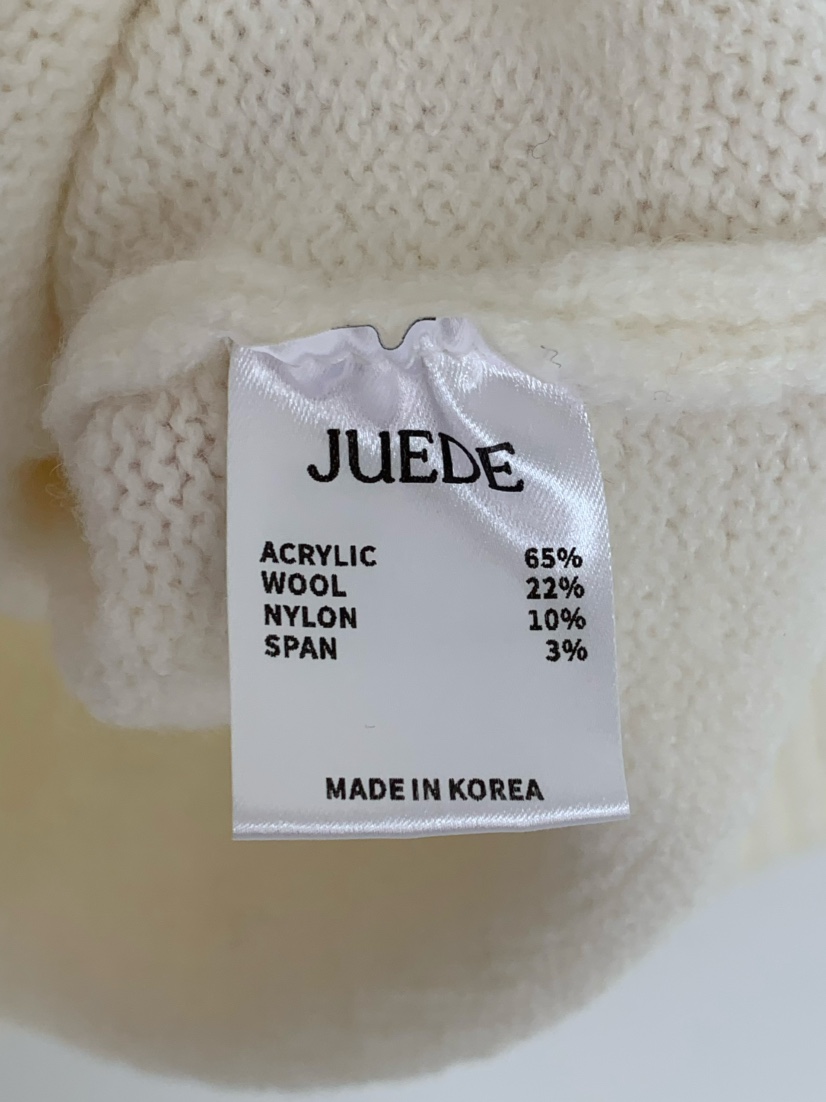 JUEDE
ACRYLIC 65%
WOOL 22%
NYLON 10%
SPAN 3%
MADE IN KOREA